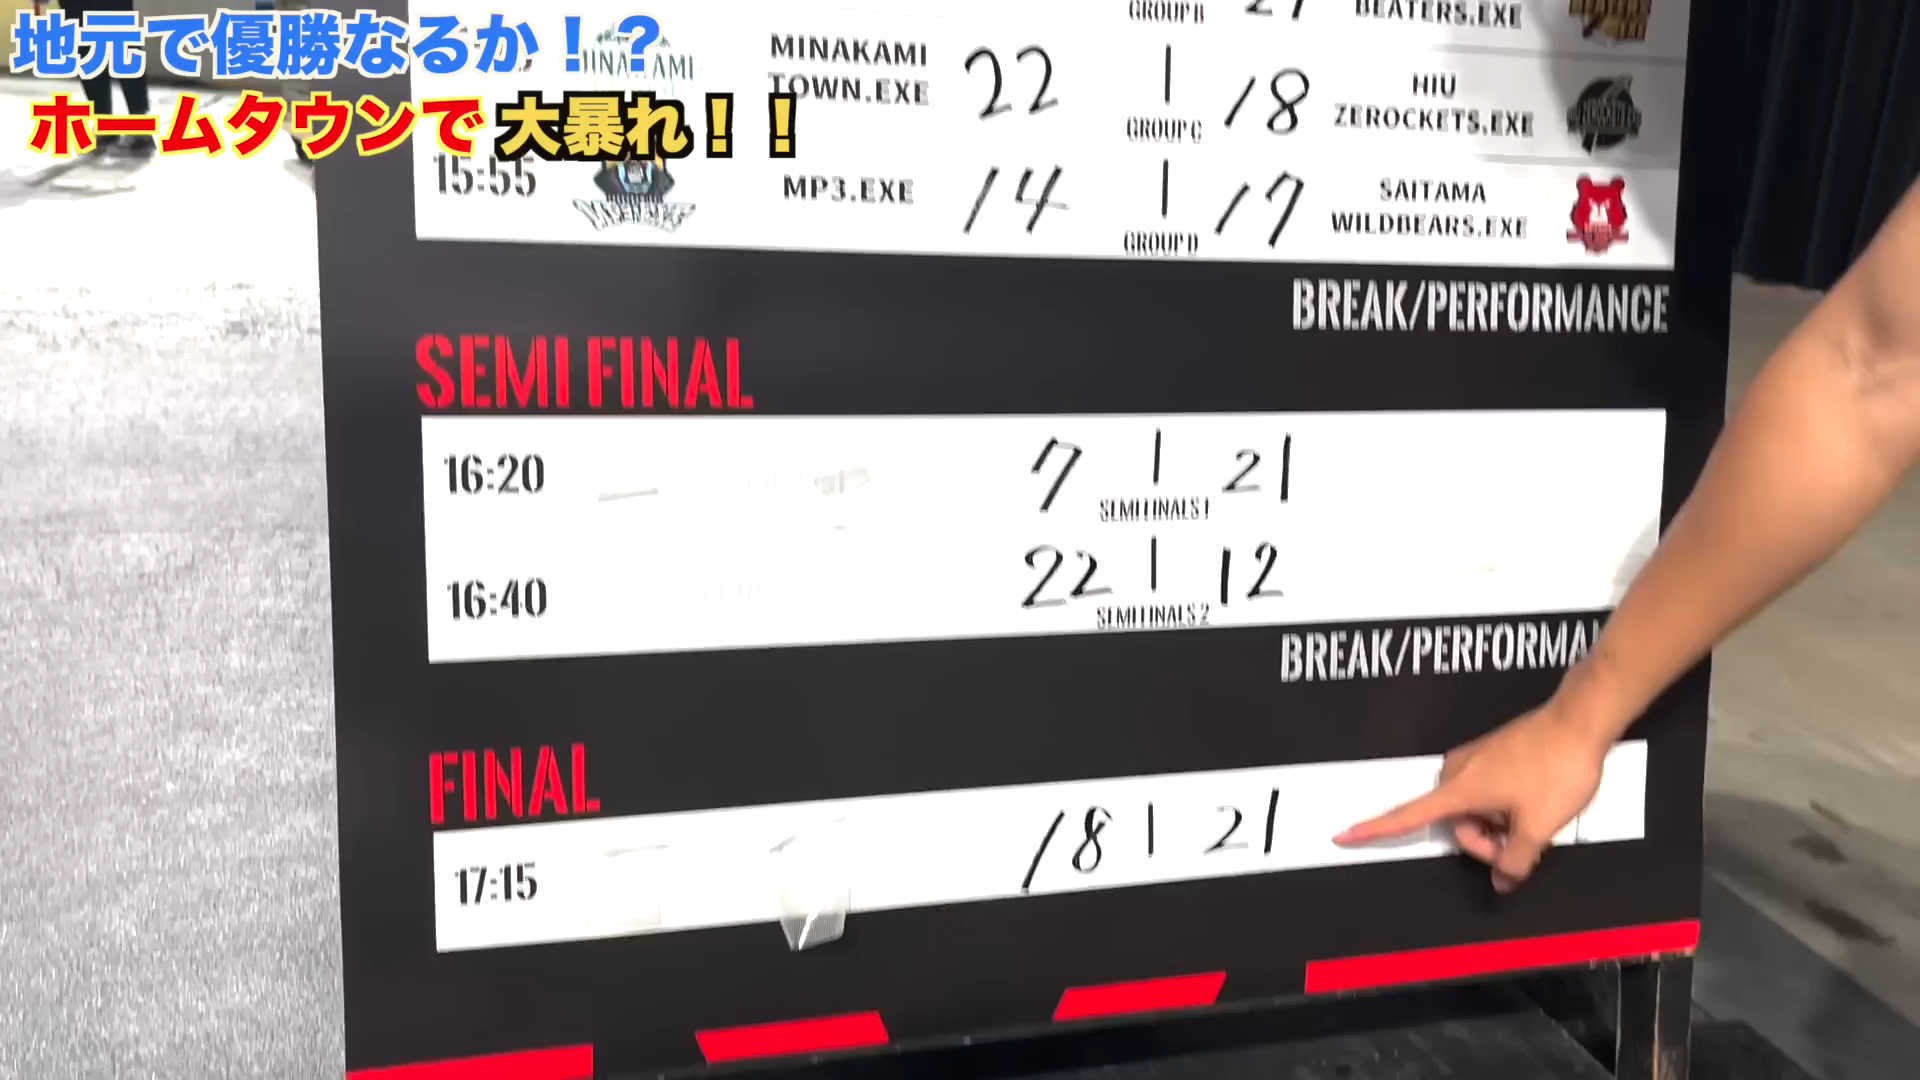 地元で優勝なるか！？
ホームタウンで大暴れ！！
GROUP B
BEATERS.EXE
MINAKAMI
TOWN.EXE
22 | 18
GROUP C
HIU
ZEROCKETS.EXE
15:55
MP3.EXE
14 | 17
GROUP D
SAITAMA
WILDBEARS.EXE
BREAK/PERFORMANCE
SEMI FINAL
16:20
7 | 21
SEMI FINALS 1
16:40
22 | 12
SEMI FINALS 2
BREAK/PERFORMA
FINAL
17:15
18 | 21